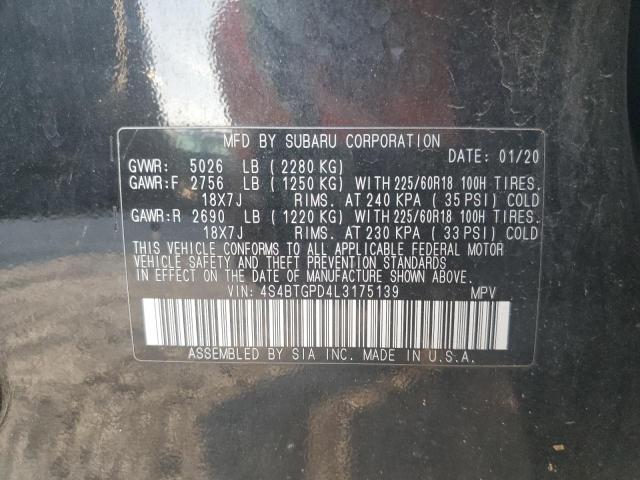 MFD BY SUBARU CORPORATION
GVWR: 5026 LB (2280 KG) DATE: 01/20
GAWR:F 2756 LB (1250 KG) WITH 225/60R18 100H TIRES.
18X7J RIMS. AT 240 KPA (35 PSI) COLD
GAWR:R 2690 LB (1220 KG) WITH 225/60R18 100H TIRES.
18X7J RIMS. AT 230 KPA (33 PSI) COLD
THIS VEHICLE CONFORMS TO ALL APPLICABLE FEDERAL MOTOR
VEHICLE SAFETY AND THEFT PREVENTION STANDARDS
IN EFFECT ON THE DATE OF MANUFACTURE SHOWN ABOVE.
VIN: 4S4BTGPD4L3175139 MPV
ASSEMBLED BY SIA INC. MADE IN U.S.A.